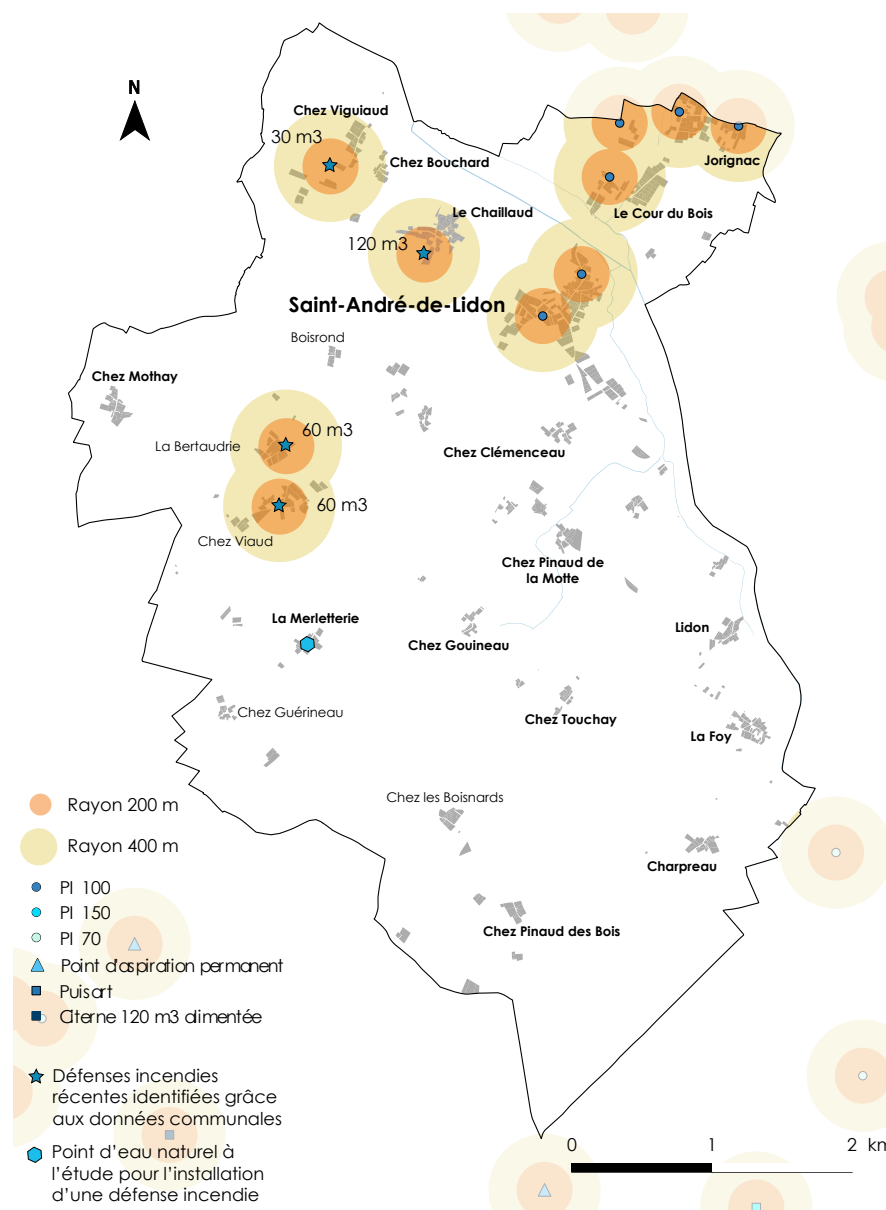 N
Chez Viguiaud
30 m3
Chez Bouchard
Jorignac
Le Chaillaud
Le Cour du Bois
120 m3
Saint-André-de-Lidon
Boisrond
Chez Mothay
60 m3
La Bertaudrie
Chez Clémenceau
60 m3
Chez Viaud
Chez Pinaud de
la Motte
La Merletterie
Lidon
Chez Gouineau
Chez Guérineau
Chez Touchay
La Foy
Chez les Boisnards
Charpreau
Chez Pinaud des Bois
Rayon 200 m
Rayon 400 m
PI 100
PI 150
PI 70
Point d'aspiration permanent
Puisart
Citerne 120 m3 alimentée
Défenses incendies
récentes identifiées grâce
aux données communales
Point d'eau naturel à
l'étude pour l'installation
d'une défense incendie
0 1 2 km